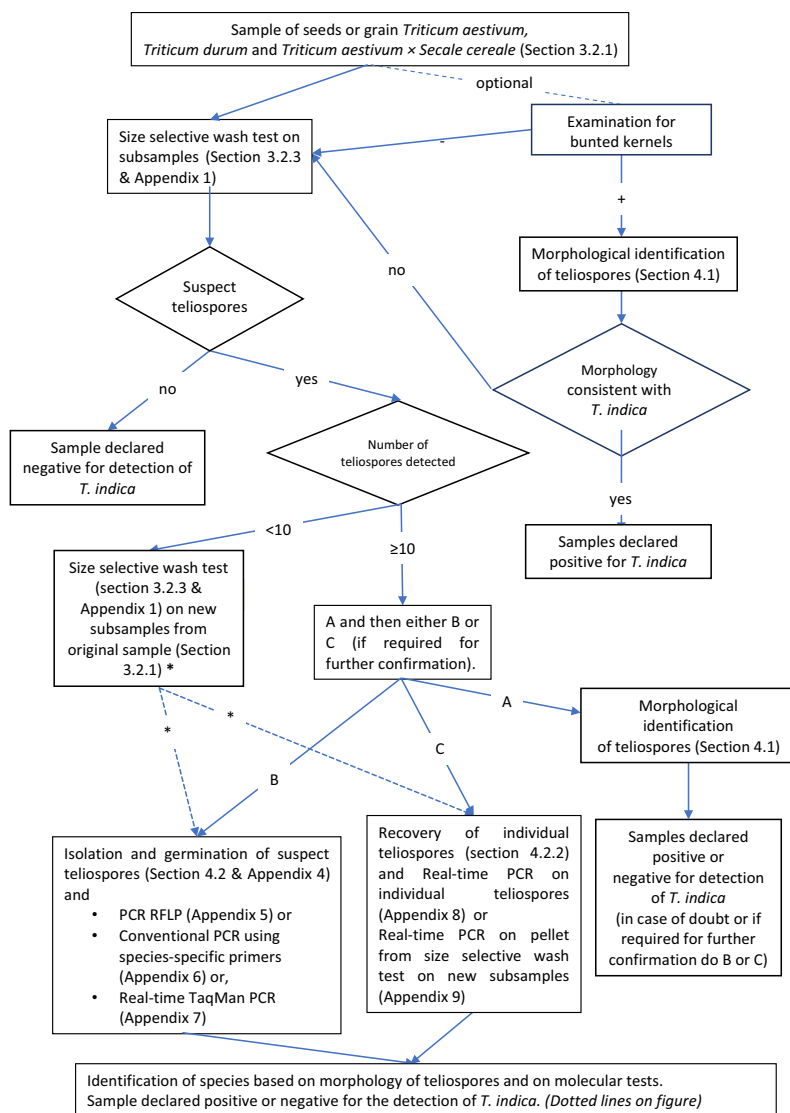 Sample of seeds or grain Triticum aestivum,
Triticum durum and Triticum aestivum × Secale cereale (Section 3.2.1)
optional
Size selective wash test on
subsamples (Section 3.2.3
& Appendix 1)
-
Examination for
bunted kernels
+
Morphological identification
of teliospores (Section 4.1)
no
Suspect
teliospores
Morphology
consistent with
T. indica
no
yes
Sample declared
negative for detection of
T. indica
Number of
teliospores detected
yes
Samples declared
positive for T. indica
<10
≥10
Size selective wash test
(section 3.2.3 &
Appendix 1) on new
subsamples from
original sample (Section
3.2.1) *
A and then either B or
C (if required for
further confirmation).
A
Morphological
identification
of teliospores (Section 4.1)
*
*
B
C
Isolation and germination of suspect
teliospores (Section 4.2 & Appendix 4)
and
• PCR RFLP (Appendix 5) or
• Conventional PCR using
species-specific primers
(Appendix 6) or,
• Real-time TaqMan PCR
(Appendix 7)
Recovery of individual
teliospores (section 4.2.2)
and Real-time PCR on
individual teliospores
(Appendix 8) or
Real-time PCR on pellet
from size selective wash
test on new subsamples
(Appendix 9)
Samples declared
positive or
negative for detection
of T. indica
(in case of doubt or if
required for further
confirmation do B or C)
Identification of species based on morphology of teliospores and on molecular tests.
Sample declared positive or negative for the detection of T. indica. (Dotted lines on figure)